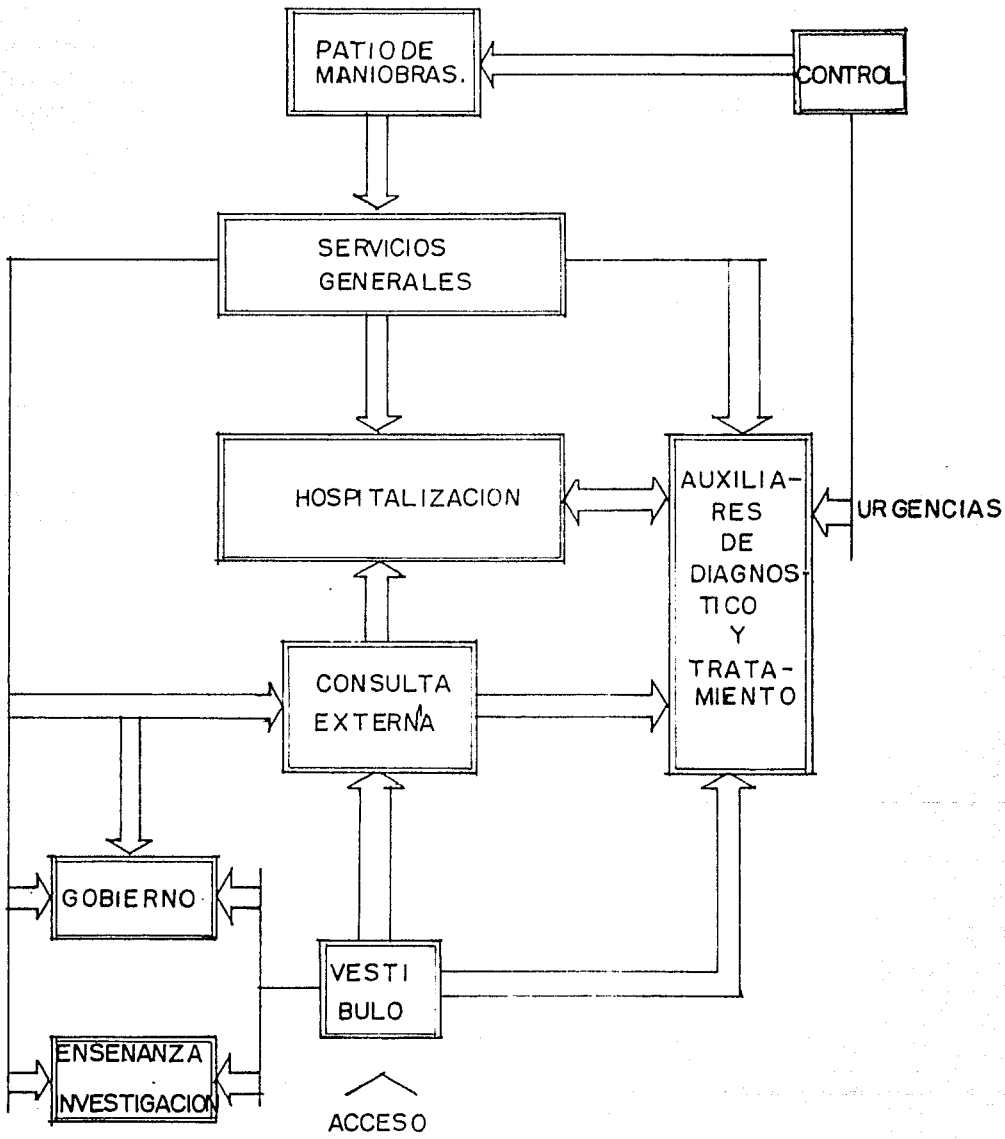 PATIO DE
MANIOBRAS.
CONTROL
SERVICIOS
GENERALES
HOSPITALIZACION
AUXILIA-
RES
DE
DIAGNOS-
TICO
Y
TRATA-
MIENTO
URGENCIAS
CONSULTA
EXTERNA
GOBIERNO
VESTI
BULO
ENSENANZA
INVESTIGACION
ACCESO